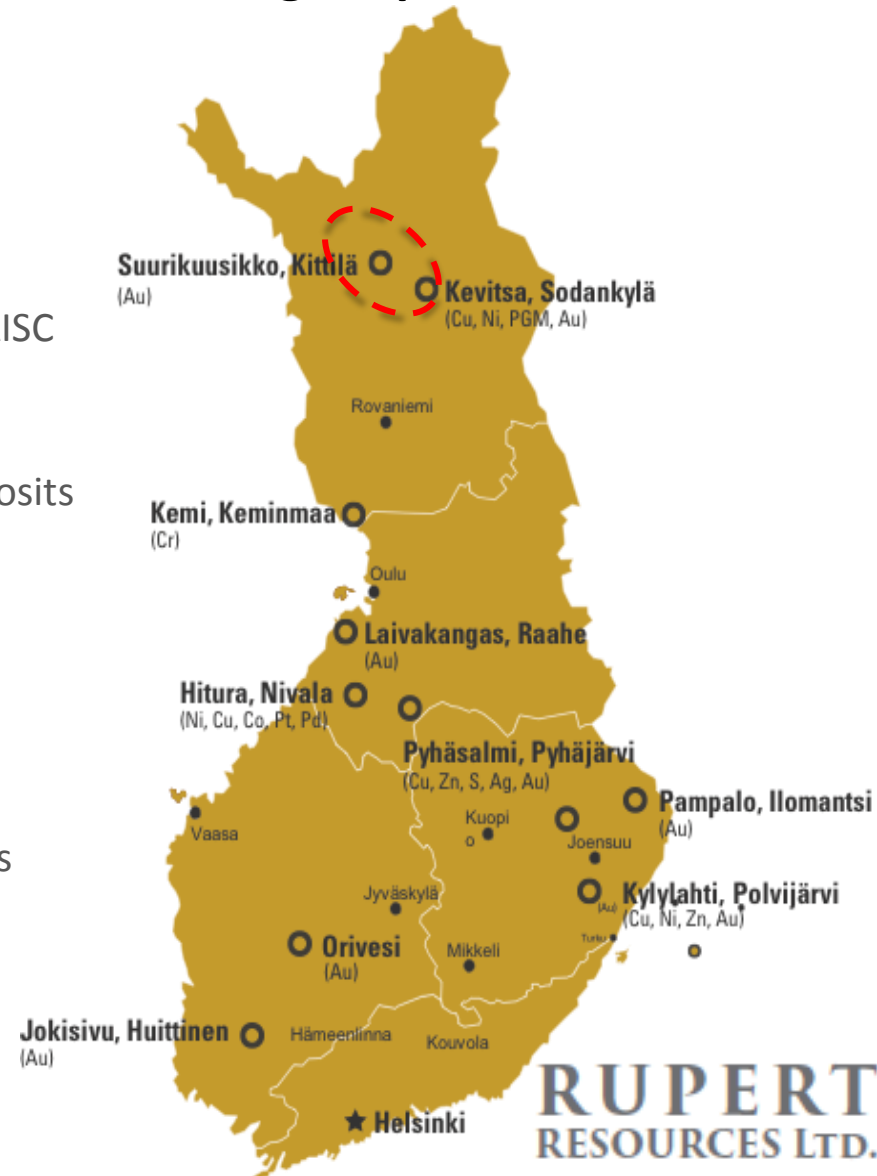 Suurikuusikko, Kittilä
(Au)
Kevitsa, Sodankylä
(Cu, Ni, PGM, Au)
ISC
Rovaniemi
osits
Kemi, Keminmaa
(Cr)
Oulu
Laivakangas, Raahe
(Au)
Hitura, Nivala
(Ni, Cu, Co, Pt, Pd)
Pyhäsalmi, Pyhäjärvi
(Cu, Zn, S, Ag, Au)
Pampalo, Ilomantsi
(Au)
Kuopi
o
Vaasa
Joensuu
s
Jyväskylä
Kylylahti, Polvijärvi
(Au)
(Cu, Ni, Zn, Au)
Turku
Orivesi
(Au)
Mikkeli
Jokisivu, Huittinen
(Au)
Hämeenlinna
Kouvola
Helsinki
RUPERT
RESOURCES LTD.